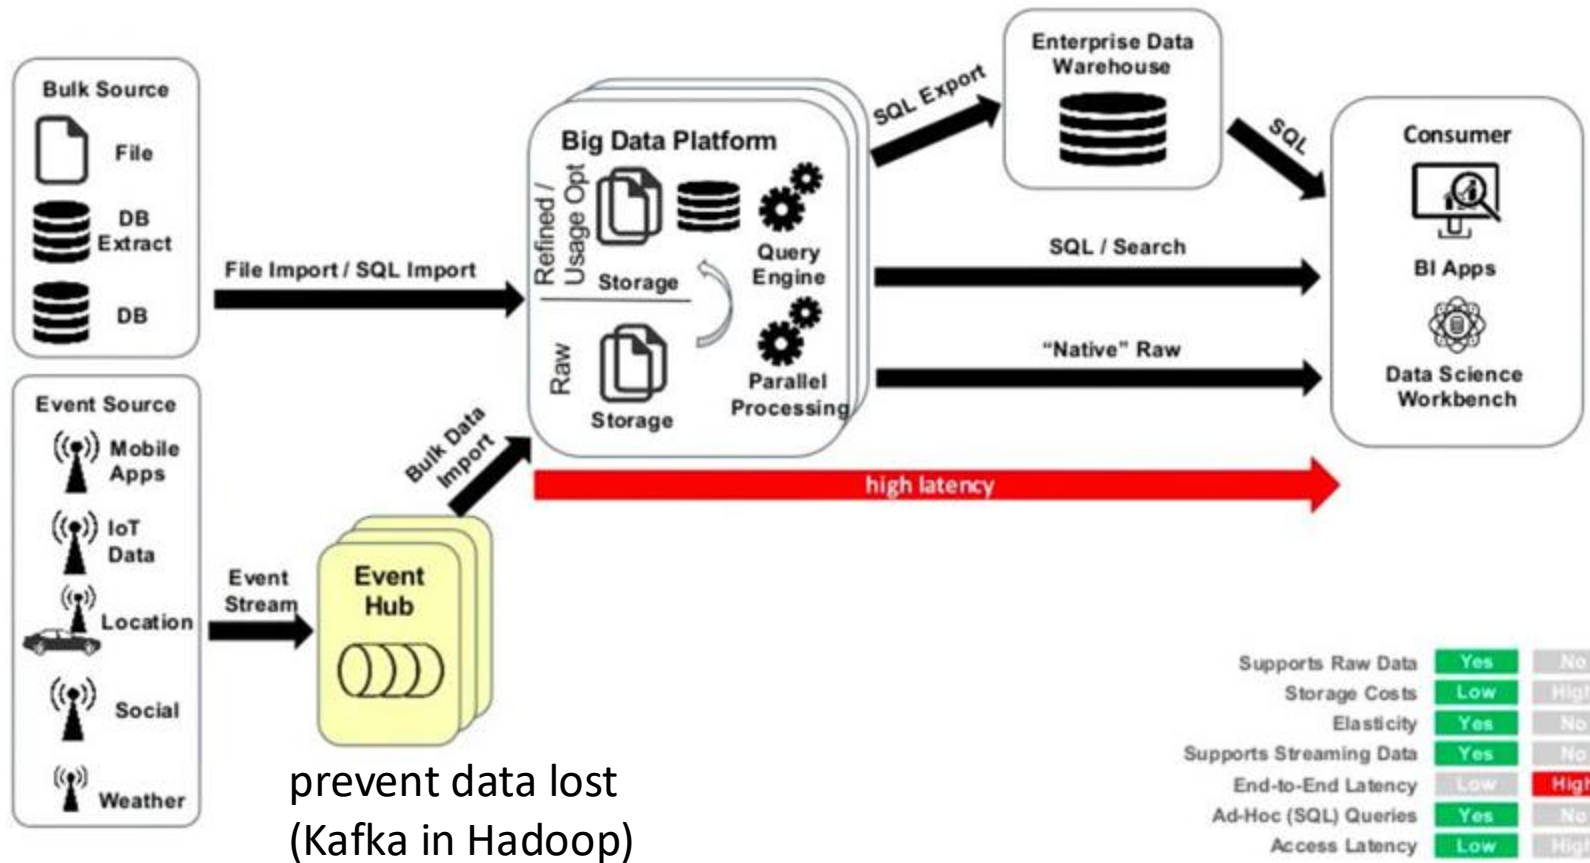 Bulk Source
File
DB
Extract
DB
File Import / SQL Import
Event Source
Mobile
Apps
IoT
Data
Location
Social
Weather
Event
Stream
Event
Hub
prevent data lost
(Kafka in Hadoop)
Bulk Data
Import
Big Data Platform
Refined /
Usage Opt
Storage
Query
Engine
Raw
Storage
Parallel
Processing
SQL Export
Enterprise Data
Warehouse
SQL
SQL / Search
“Native” Raw
high latency
Consumer
BI Apps
Data Science
Workbench
Supports Raw Data Yes No
Storage Costs Low High
Elasticity Yes No
Supports Streaming Data Yes No
End-to-End Latency Low High
Ad-Hoc (SQL) Queries Yes No
Access Latency Low High